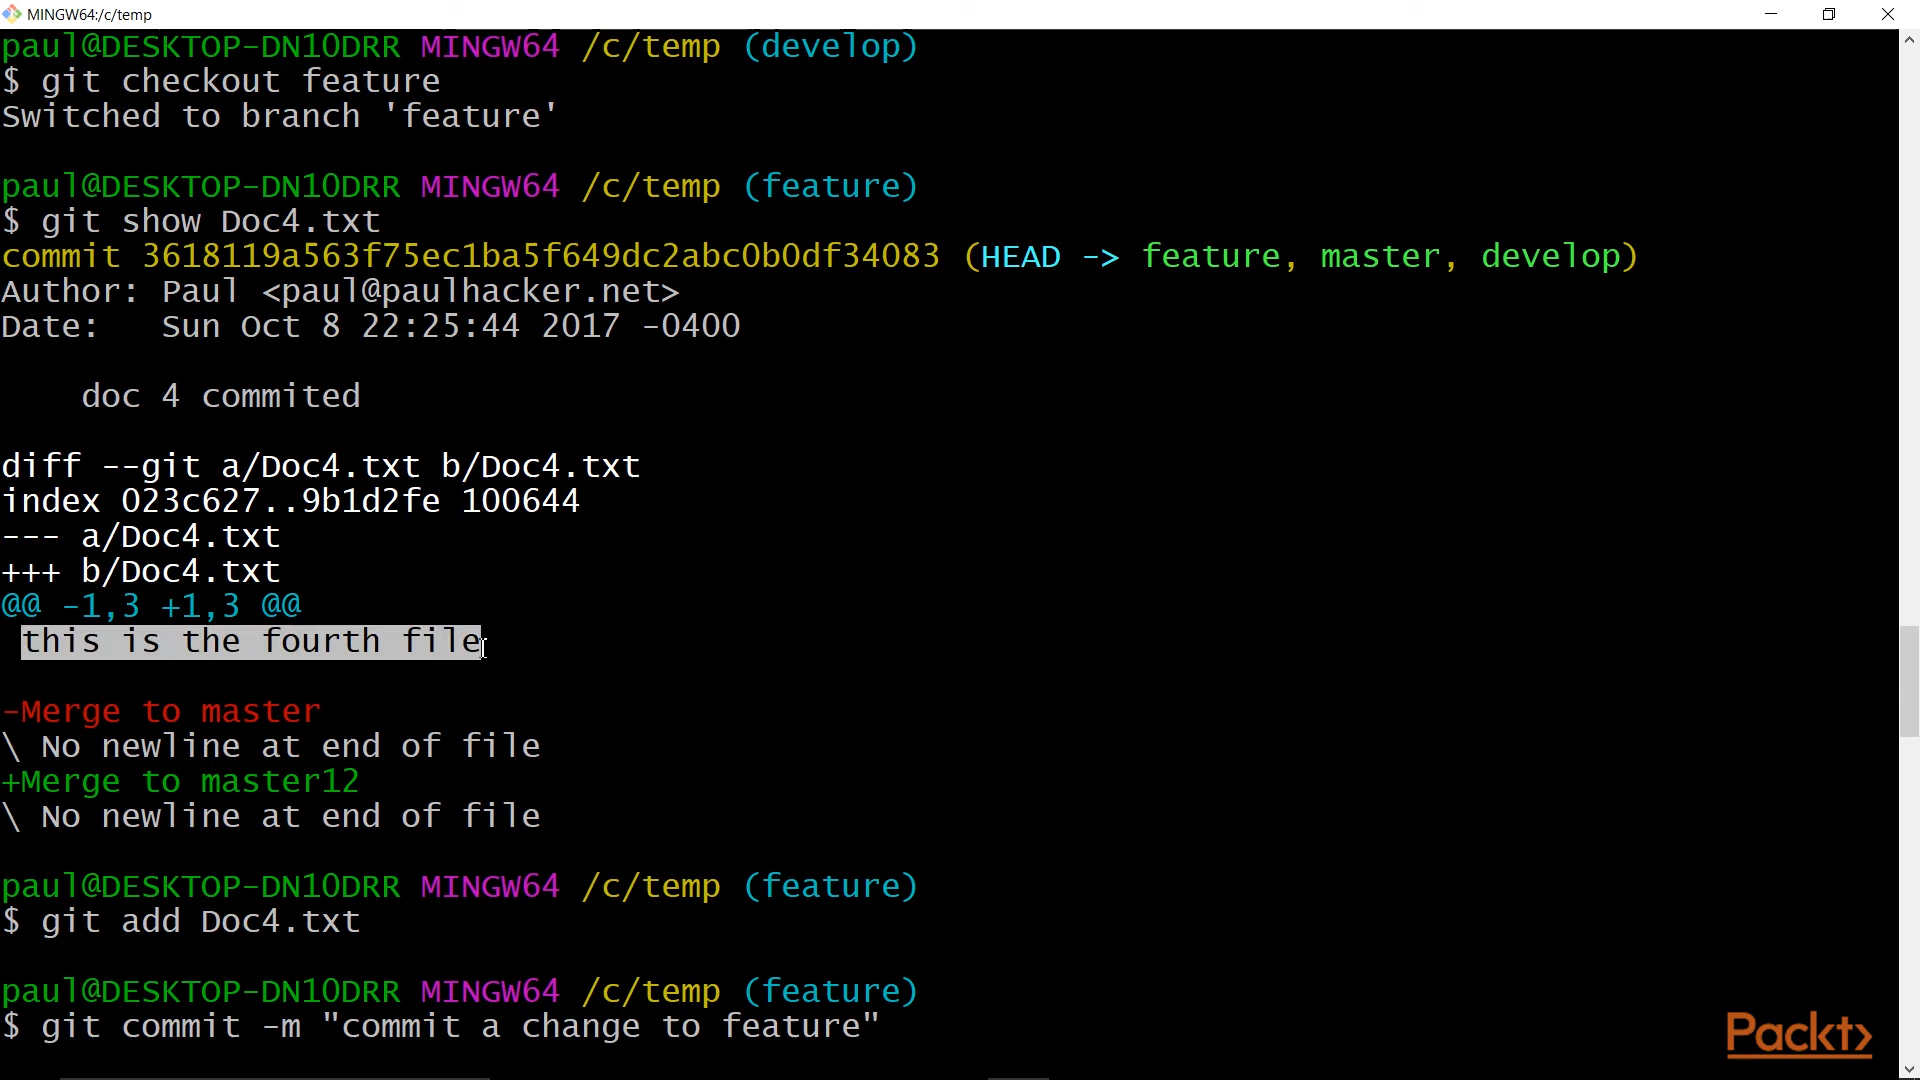 MINGW64:/c/temp
paul@DESKTOP-DN10DRR MINGW64 /c/temp (develop)
$ git checkout feature
Switched to branch 'feature'
paul@DESKTOP-DN10DRR MINGW64 /c/temp (feature)
$ git show Doc4.txt
commit 3618119a563f75ec1ba5f649dc2abc0b0df34083 (HEAD -> feature, master, develop)
Author: Paul <paul@paulhacker.net>
Date:   Sun Oct 8 22:25:44 2017 -0400
    doc 4 commited
diff --git a/Doc4.txt b/Doc4.txt
index 023c627..9b1d2fe 100644
--- a/Doc4.txt
+++ b/Doc4.txt
@@ -1,3 +1,3 @@
 this is the fourth file
-Merge to master
\ No newline at end of file
+Merge to master12
\ No newline at end of file
paul@DESKTOP-DN10DRR MINGW64 /c/temp (feature)
$ git add Doc4.txt
paul@DESKTOP-DN10DRR MINGW64 /c/temp (feature)
$ git commit -m "commit a change to feature"
Packt>